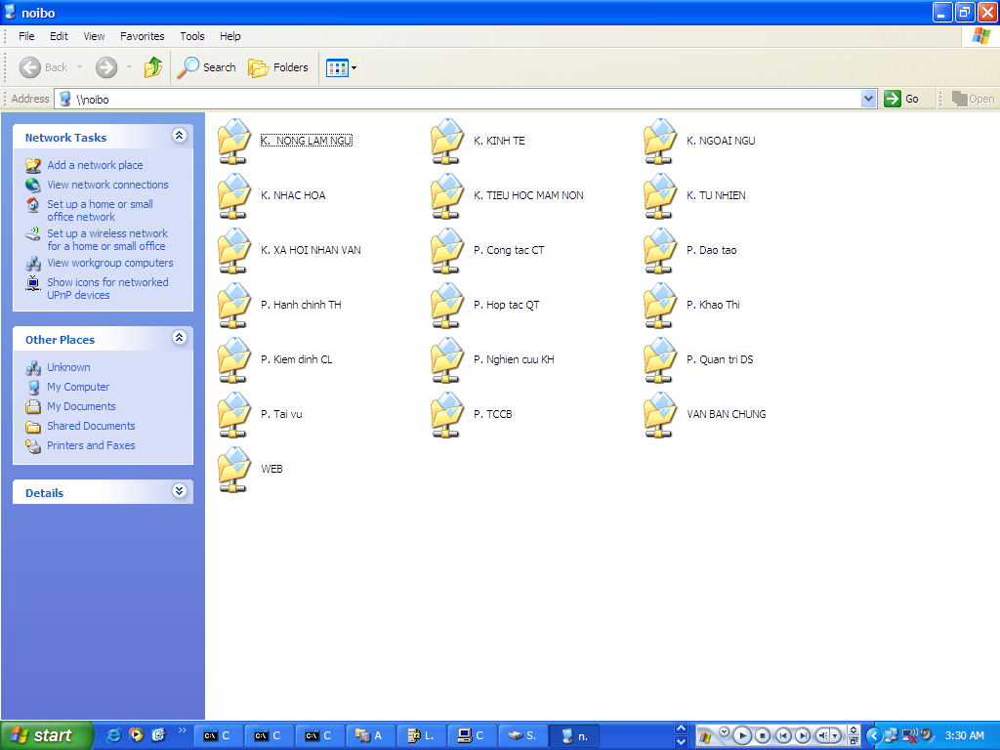 noibo
File Edit View Favorites Tools Help
Back Search Folders
Address \\noibo Go Open
Network Tasks
Add a network place
View network connections
Set up a home or small
office network
Set up a wireless network
for a home or small office
View workgroup computers
Show icons for networked
UPnP devices
Other Places
Unknown
My Computer
My Documents
Shared Documents
Printers and Faxes
Details
K. NONG LAM NGU K. KINH TE K. NGOAI NGU
K. NHAC HOA K. TIEU HOC MAM NON K. TU NHIEN
K. XA HOI NHAN VAN P. Cong tac CT P. Dao tao
P. Hanh chinh TH P. Hop tac QT P. Khao Thi
P. Kiem dinh CL P. Nghien cuu KH P. Quan tri DS
P. Tai vu P. TCCB VAN BAN CHUNG
WEB
start C C C A L. C S. n. 3:30 AM